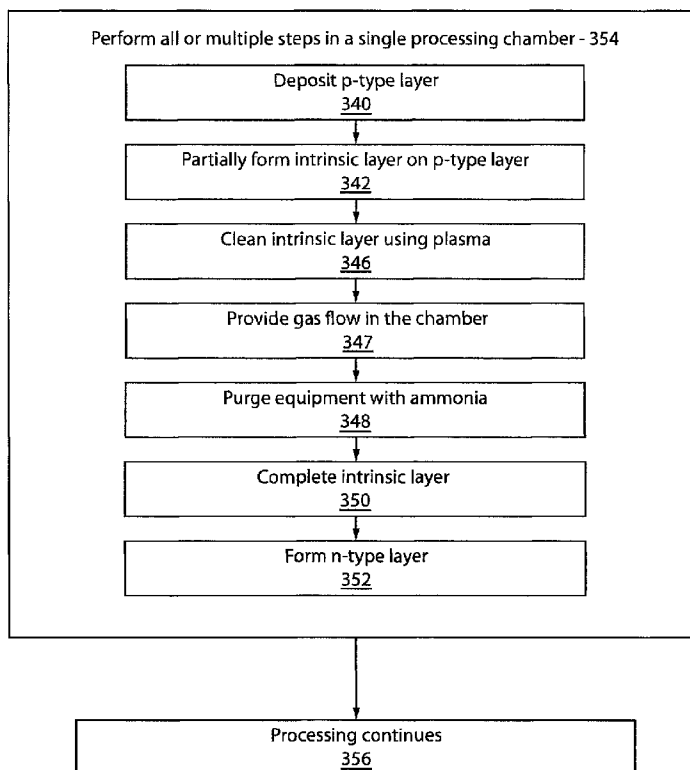 Perform all or multiple steps in a single processing chamber - 354
Deposit p-type layer
340
Partially form intrinsic layer on p-type layer
342
Clean intrinsic layer using plasma
346
Provide gas flow in the chamber
347
Purge equipment with ammonia
348
Complete intrinsic layer
350
Form n-type layer
352
Processing continues
356